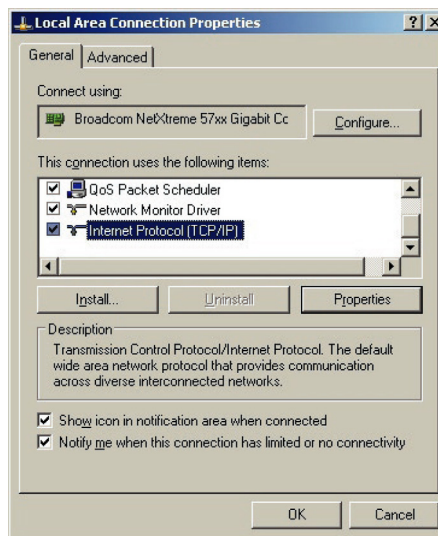 Local Area Connection Properties
General
Advanced
Connect using:
Broadcom NetXtreme 57xx Gigabit Cc
Configure...
This connection uses the following items:
QoS Packet Scheduler
Network Monitor Driver
Internet Protocol (TCP/IP)
Install...
Uninstall
Properties
Description
Transmission Control Protocol/Internet Protocol. The default
wide area network protocol that provides communication
across diverse interconnected networks.
Show icon in notification area when connected
Notify me when this connection has limited or no connectivity
OK
Cancel